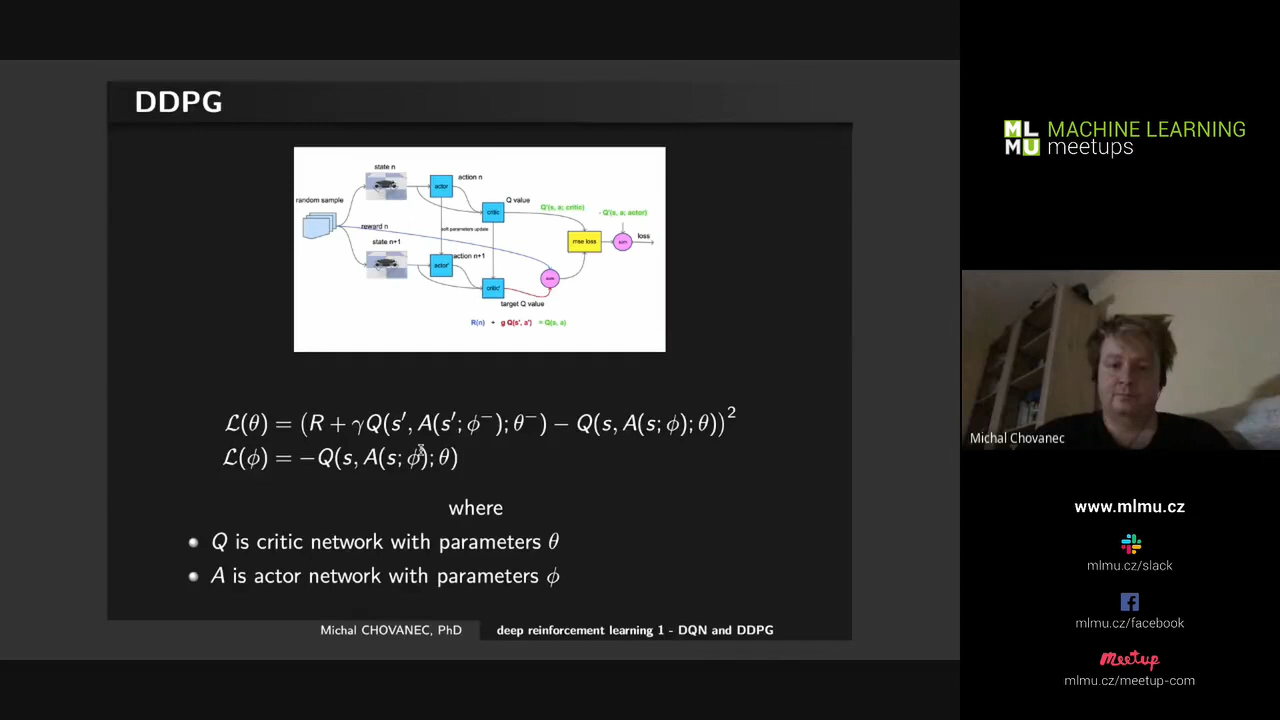 DDPG
state n
action n
actor
random sample
Q value
critic
Q'(s, a; critic)
- Q'(s, a; actor)
reward n
soft parameters update
mse loss
sum
loss
state n+1
action n+1
actor'
sum
critic'
target Q value
R(n) + g Q(s', a') = Q(s, a)
ℒ(θ) = (R + γQ(s′, A(s′; ϕ⁻); θ⁻) − Q(s, A(s; ϕ); θ))²
ℒ(ϕ) = −Q(s, A(s; ϕ); θ)
where
Q is critic network with parameters θ
A is actor network with parameters ϕ
Michal CHOVANEC, PhD
deep reinforcement learning 1 - DQN and DDPG
ML MU
MACHINE LEARNING
meetups
Michal Chovanec
www.mlmu.cz
mlmu.cz/slack
mlmu.cz/facebook
Meetup
mlmu.cz/meetup-com